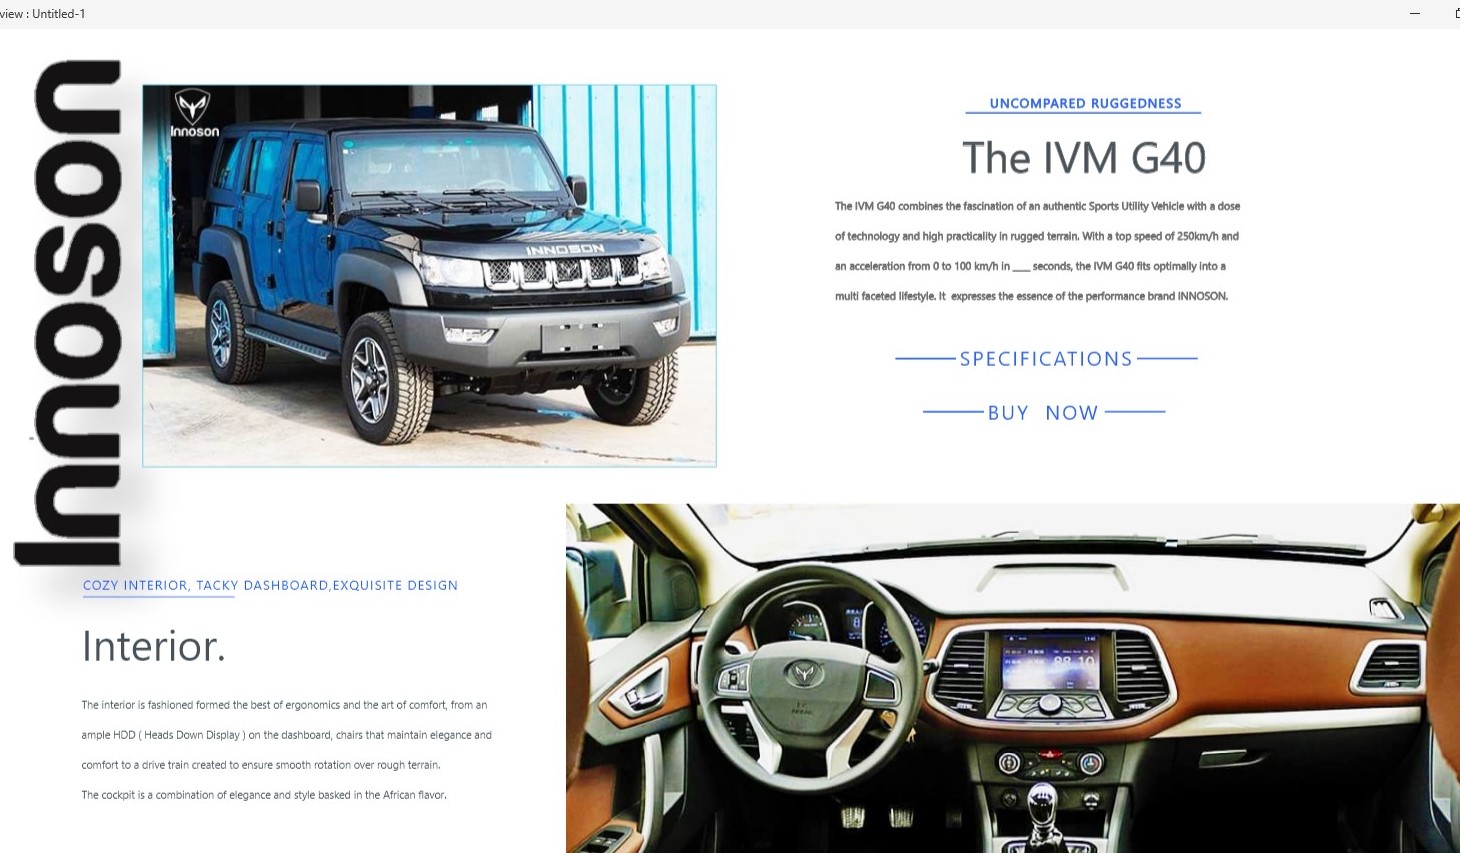 view : Untitled-1
Innoson
Innoson
INNOSON
UNCOMPARED RUGGEDNESS
The IVM G40
The IVM G40 combines the fascination of an authentic Sports Utility Vehicle with a dose
of technology and high practicality in rugged terrain. With a top speed of 250km/h and
an acceleration from 0 to 100 km/h in ___ seconds, the IVM G40 fits optimally into a
multi faceted lifestyle. It  expresses the essence of the performance brand INNOSON.
SPECIFICATIONS
BUY NOW
COZY INTERIOR, TACKY DASHBOARD,EXQUISITE DESIGN
Interior.
The interior is fashioned formed the best of ergonomics and the art of comfort, from an
ample HDD ( Heads Down Display ) on the dashboard, chairs that maintain elegance and
comfort to a drive train created to ensure smooth rotation over rough terrain.
The cockpit is a combination of elegance and style basked in the African flavor.
88.10